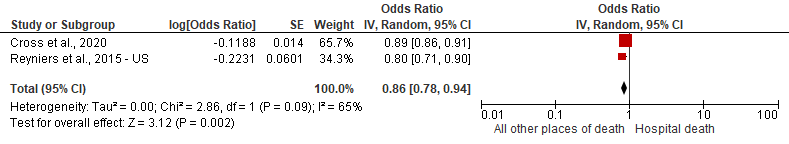 Odds Ratio Odds Ratio
Study or Subgroup log[Odds Ratio] SE Weight IV, Random, 95% CI IV, Random, 95% CI
Cross et al., 2020 -0.1188 0.014 65.7% 0.89 [0.86, 0.91]
Reyniers et al., 2015 - US -0.2231 0.0601 34.3% 0.80 [0.71, 0.90]
Total (95% CI) 100.0% 0.86 [0.78, 0.94]
Heterogeneity: Tau² = 0.00; Chi² = 2.86, df = 1 (P = 0.09); I² = 65%
Test for overall effect: Z = 3.12 (P = 0.002)
0.01 0.1 1 10 100
All other places of death Hospital death